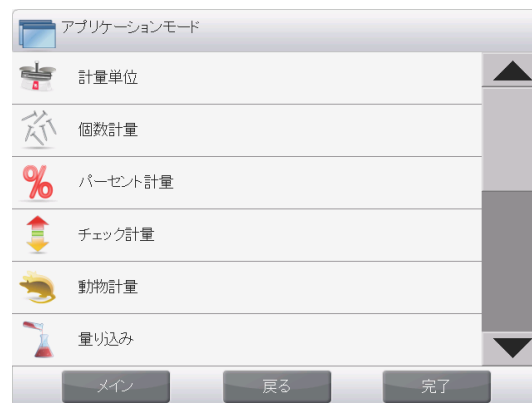 アプリケーションモード
計量単位
個数計量
パーセント計量
チェック計量
動物計量
量り込み
メイン
戻る
完了